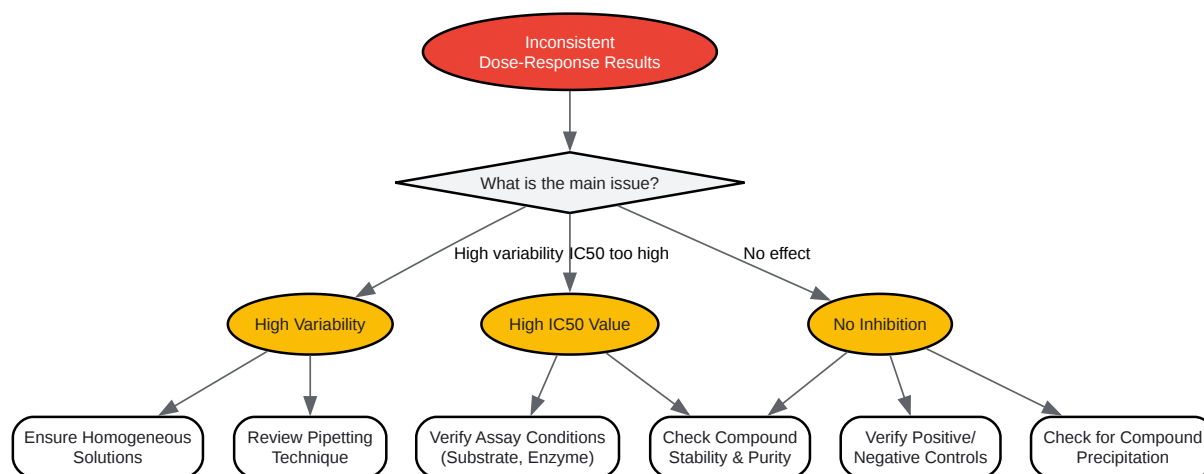 Inconsistent
Dose-Response Results
What is the main issue?
High variability
IC50 too high
No effect
High Variability
High IC50 Value
No Inhibition
Ensure Homogeneous
Solutions
Review Pipetting
Technique
Verify Assay Conditions
(Substrate, Enzyme)
Check Compound
Stability & Purity
Verify Positive/
Negative Controls
Check for Compound
Precipitation